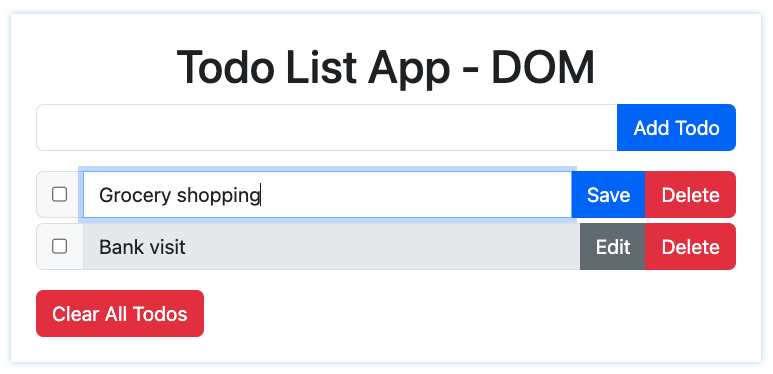 Todo List App - DOM
Add Todo
Grocery shopping Save Delete
Bank visit Edit Delete
Clear All Todos